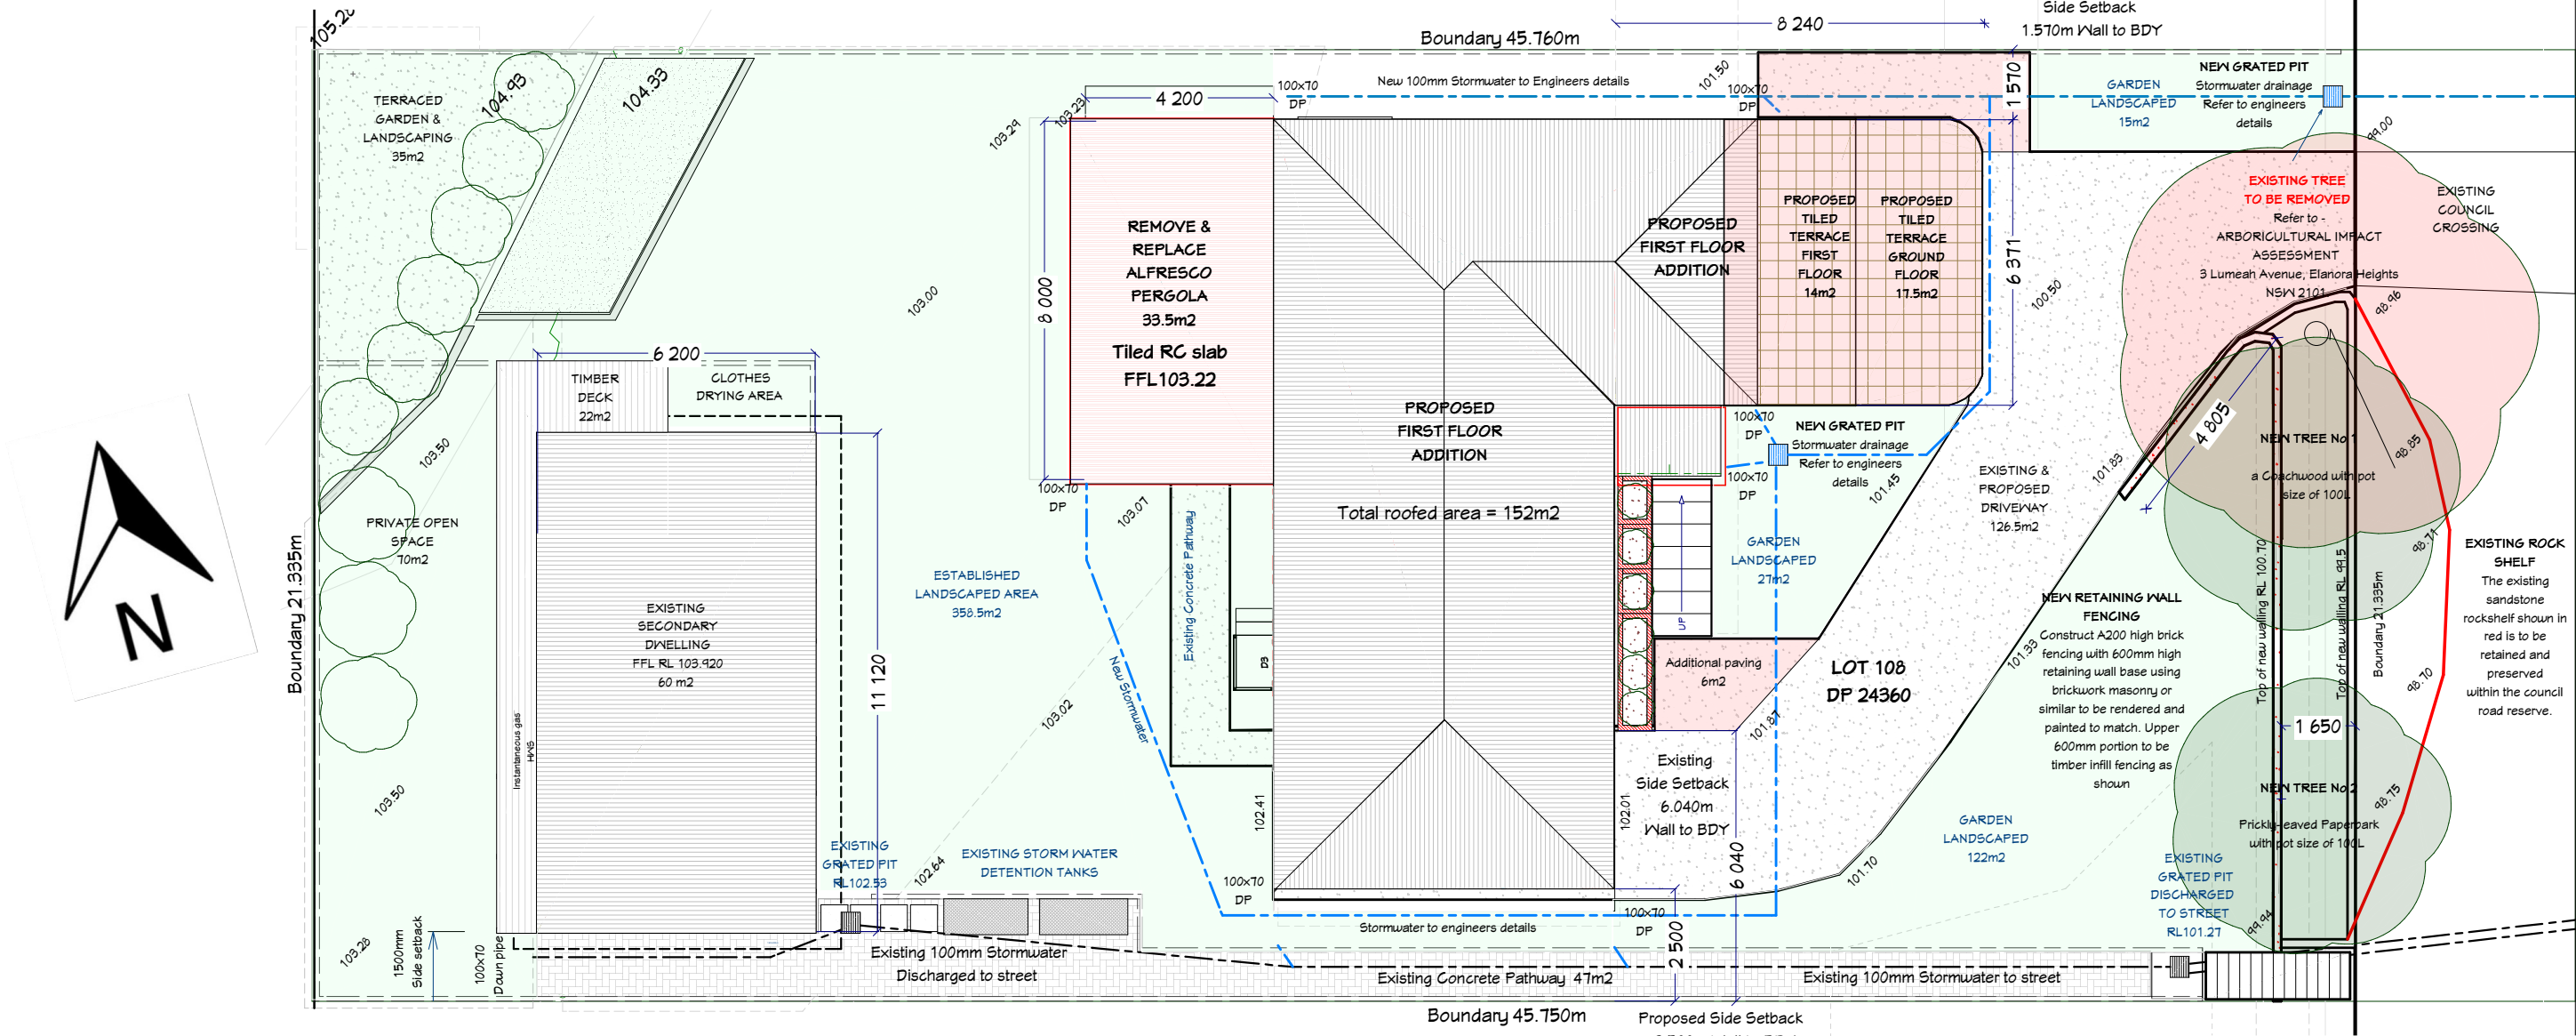 105.28
Boundary 45.760m
8 240
Side Setback
1.570m Wall to BDY
TERRACED
GARDEN &
LANDSCAPING
35m2
104.93
104.33
4 200
100x70
DP
New 100mm Stormwater to Engineers details
101.50
100x70
DP
1 570
GARDEN
LANDSCAPED
15m2
NEW GRATED PIT
Stormwater drainage
Refer to engineers
details
99.00
103.29
103.23
8 000
REMOVE &
REPLACE
ALFRESCO
PERGOLA
33.5m2
Tiled RC slab
FFL103.22
PROPOSED
FIRST FLOOR
ADDITION
PROPOSED
TILED
TERRACE
FIRST
FLOOR
14m2
PROPOSED
TILED
TERRACE
GROUND
FLOOR
17.5m2
6 371
100.50
EXISTING TREE
TO BE REMOVED
Refer to -
ARBORICULTURAL IMPACT
ASSESSMENT
3 Lumeah Avenue, Elanora Heights
NSW 2101
EXISTING
COUNCIL
CROSSING
98.96
103.00
6 200
TIMBER
DECK
22m2
CLOTHES
DRYING AREA
103.50
PROPOSED
FIRST FLOOR
ADDITION
Total roofed area = 152m2
100x70
DP
NEW GRATED PIT
Stormwater drainage
Refer to engineers
details
100x70
DP
101.45
EXISTING &
PROPOSED
DRIVEWAY
126.5m2
101.83
4 805
NEW TREE No 1
a Coachwood with pot
size of 100L
98.85
98.71
N
Boundary 21.335m
PRIVATE OPEN
SPACE
70m2
100x70
DP
103.07
Existing Concrete Pathway
ESTABLISHED
LANDSCAPED AREA
358.5m2
EXISTING
SECONDARY
DWELLING
FFL RL 103.920
60 m2
11 120
Instantaneous gas
HWS
New Stormwater
103.02
D3
UP
GARDEN
LANDSCAPED
27m2
Additional paving
6m2
LOT 108
DP 24360
101.87
101.33
NEW RETAINING WALL
FENCING
Construct A200 high brick
fencing with 600mm high
retaining wall base using
brickwork masonry or
similar to be rendered and
painted to match. Upper
600mm portion to be
timber infill fencing as
shown
Top of new walling RL 100.70
Top of new walling RL 99.5
Boundary 21.335m
EXISTING ROCK
SHELF
The existing
sandstone
rockshelf shown in
red is to be
retained and
preserved
within the council
road reserve.
98.70
1 650
NEW TREE No 2
98.75
Prickly-leaved Paperbark
with pot size of 100L
103.50
102.41
102.01
Existing
Side Setback
6.040m
Wall to BDY
6 040
GARDEN
LANDSCAPED
122m2
101.70
EXISTING
GRATED PIT
RL102.53
102.64
EXISTING STORM WATER
DETENTION TANKS
100x70
DP
EXISTING
GRATED PIT
DISCHARGED
TO STREET
RL101.27
99.94
103.28
1500mm
Side setback
100x70
Down pipe
Existing 100mm Stormwater
Discharged to street
Stormwater to engineers details
100x70
DP
2 500
Existing Concrete Pathway 47m2
Existing 100mm Stormwater to street
Boundary 45.750m
Proposed Side Setback